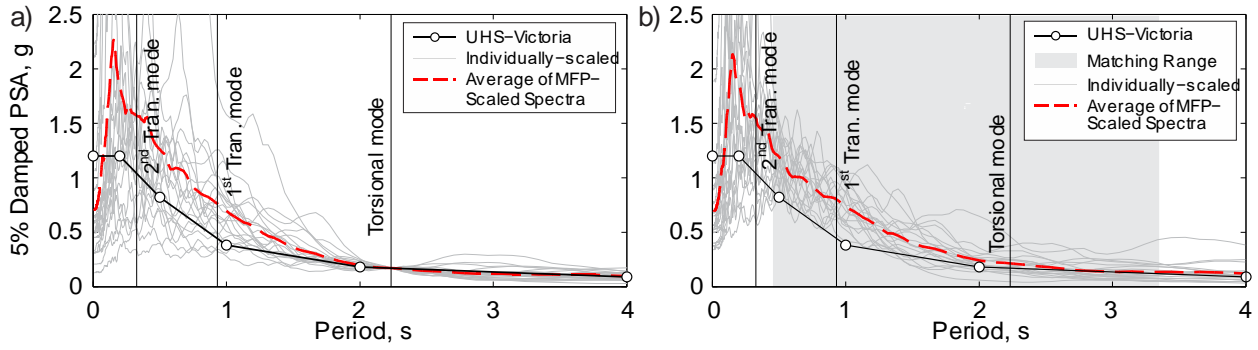 a)
5% Damped PSA, g
2.5
2
1.5
1
0.5
0
0 1 2 3 4
Period, s
2nd Tran. mode
1st Tran. mode
Torsional mode
UHS−Victoria
Individually−scaled
Average of MFP−
Scaled Spectra
b)
2.5
2
1.5
1
0.5
0
0 1 2 3 4
Period, s
2nd Tran. mode
1st Tran. mode
Torsional mode
UHS−Victoria
Matching Range
Individually−scaled
Average of MFP−
Scaled Spectra